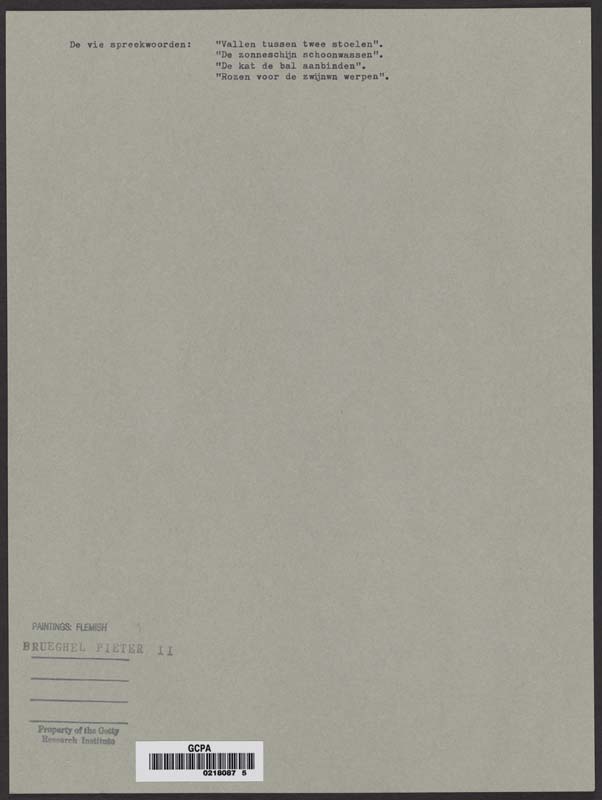 De vie spreekwoorden: "Vallen tussen twee stoelen".
"De zonneschijn schoonwassen".
"De kat de bal aanbinden".
"Rozen voor de zwijnwn werpen".
PAINTINGS: FLEMISH
BRUEGHEL PIETER II
Property of the Getty
Research Institute
GCPA
0218087 5